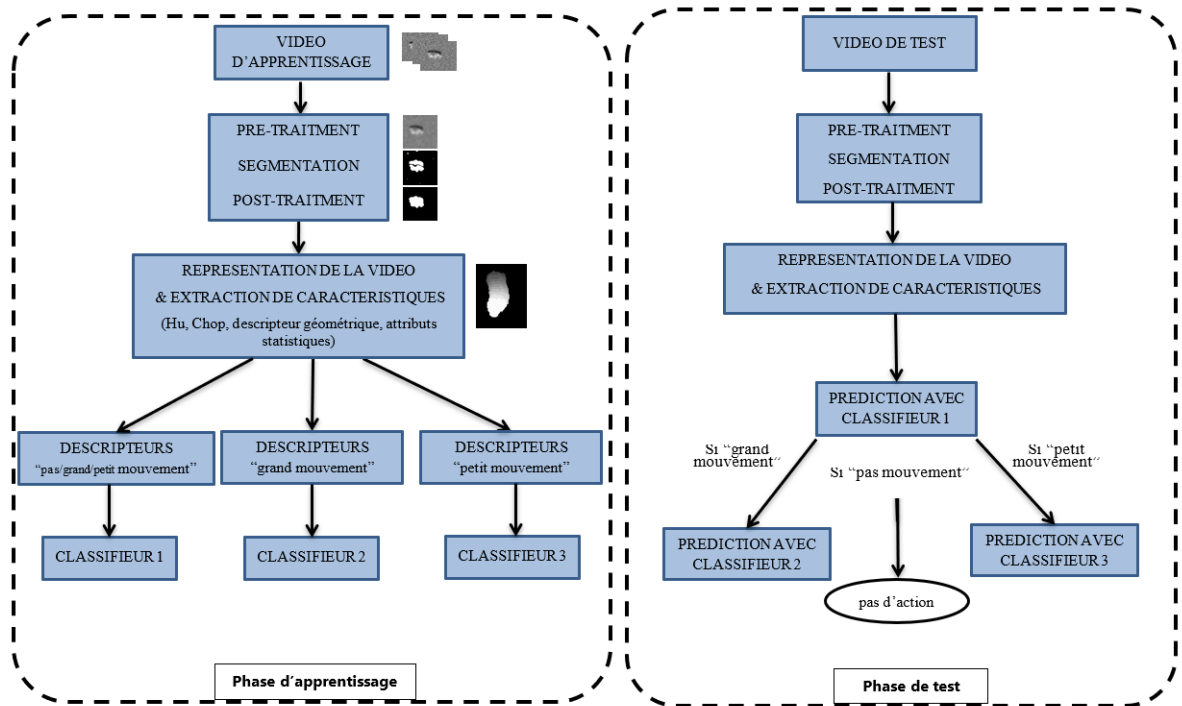 VIDEO
D'APPRENTISSAGE
PRE-TRAITMENT
SEGMENTATION
POST-TRAITMENT
REPRESENTATION DE LA VIDEO
& EXTRACTION DE CARACTERISTIQUES
(Hu, Chop, descripteur géométrique, attributs
statistiques)
DESCRIPTEURS
“pas/grand/petit mouvement”
DESCRIPTEURS
“grand mouvement”
DESCRIPTEURS
“petit mouvement”
CLASSIFIEUR 1
CLASSIFIEUR 2
CLASSIFIEUR 3
Phase d’apprentissage
VIDEO DE TEST
PRE-TRAITMENT
SEGMENTATION
POST-TRAITMENT
REPRESENTATION DE LA VIDEO
& EXTRACTION DE CARACTERISTIQUES
PREDICTION AVEC
CLASSIFIEUR 1
Si “grand
mouvement”
Si “pas mouvement”
Si “petit
mouvement”
PREDICTION AVEC
CLASSIFIEUR 2
PREDICTION AVEC
CLASSIFIEUR 3
pas d’action
Phase de test